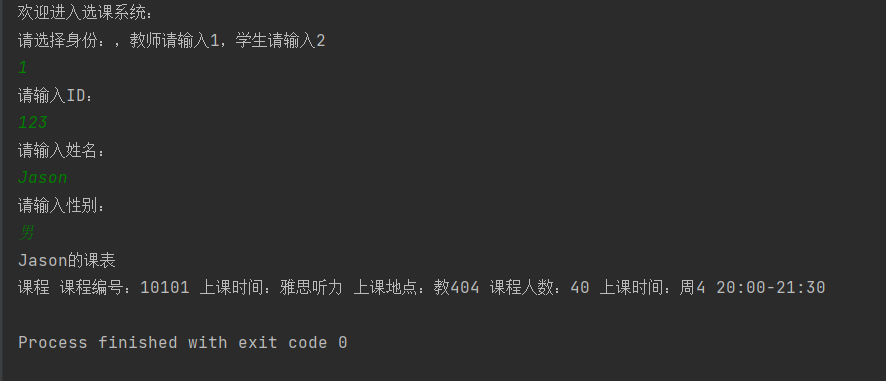 欢迎进入选课系统：
请选择身份：，教师请输入1，学生请输入2
1
请输入ID：
123
请输入姓名：
Jason
请输入性别：
男
Jason的课表
课程 课程编号：10101 上课时间：雅思听力 上课地点：教404 课程人数：40 上课时间：周4 20:00-21:30
Process finished with exit code 0